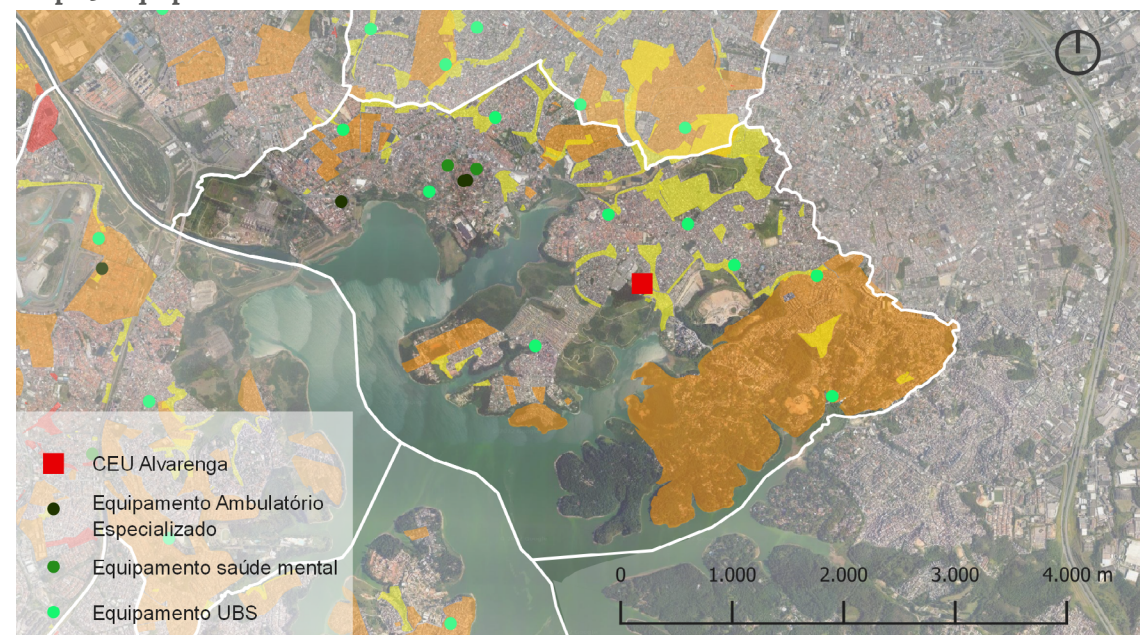 CEU Alvarenga
Equipamento Ambulatório
Especializado
Equipamento saúde mental
Equipamento UBS
0 1.000 2.000 3.000 4.000 m